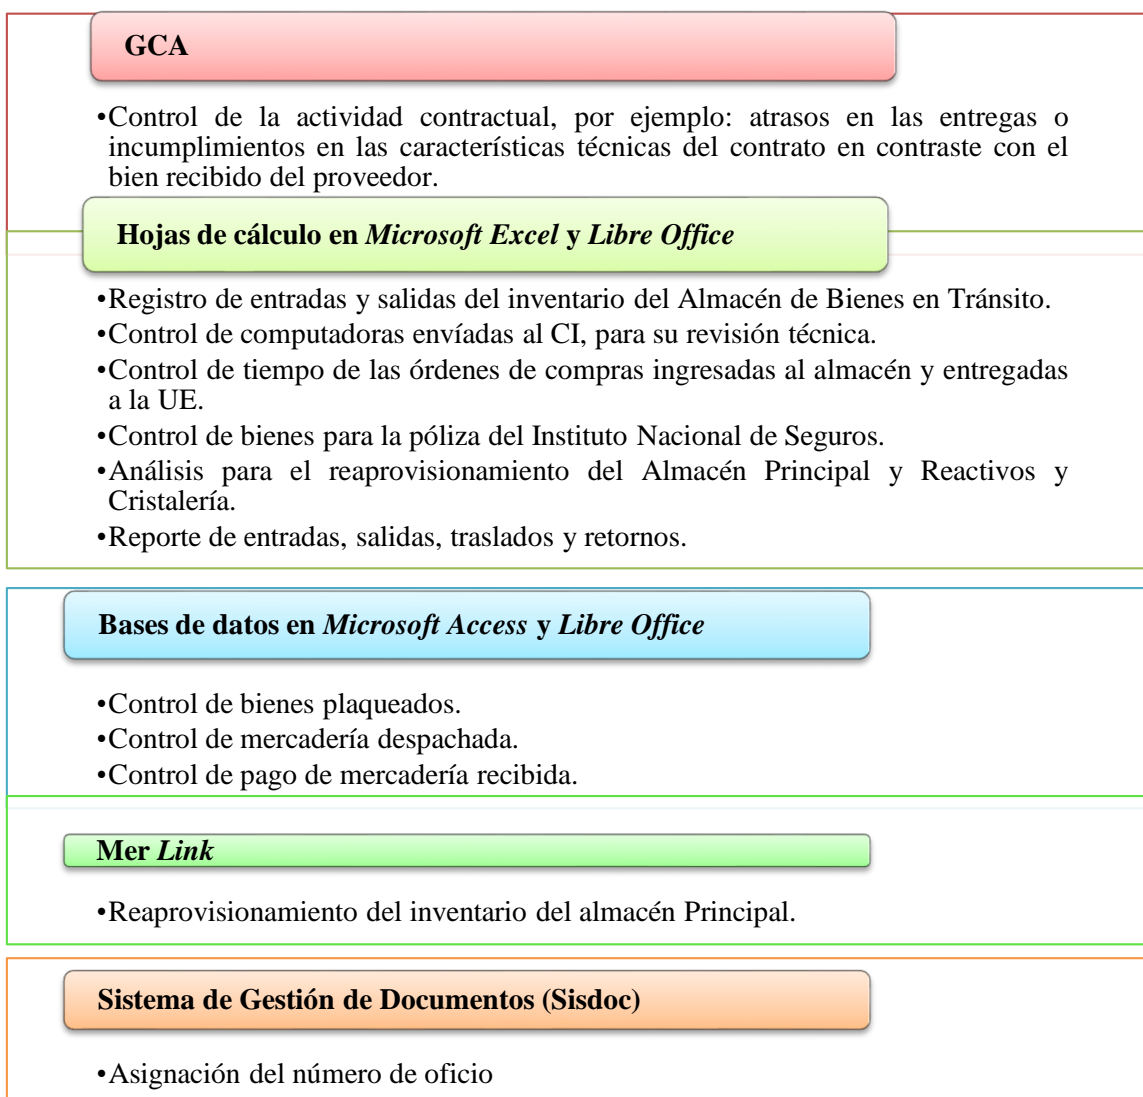 GCA
•Control de la actividad contractual, por ejemplo: atrasos en las entregas o
incumplimientos en las características técnicas del contrato en contraste con el
bien recibido del proveedor.
Hojas de cálculo en Microsoft Excel y Libre Office
•Registro de entradas y salidas del inventario del Almacén de Bienes en Tránsito.
•Control de computadoras envíadas al CI, para su revisión técnica.
•Control de tiempo de las órdenes de compras ingresadas al almacén y entregadas
a la UE.
•Control de bienes para la póliza del Instituto Nacional de Seguros.
•Análisis para el reaprovisionamiento del Almacén Principal y Reactivos y
Cristalería.
•Reporte de entradas, salidas, traslados y retornos.
Bases de datos en Microsoft Access y Libre Office
•Control de bienes plaqueados.
•Control de mercadería despachada.
•Control de pago de mercadería recibida.
Mer Link
•Reaprovisionamiento del inventario del almacén Principal.
Sistema de Gestión de Documentos (Sisdoc)
•Asignación del número de oficio